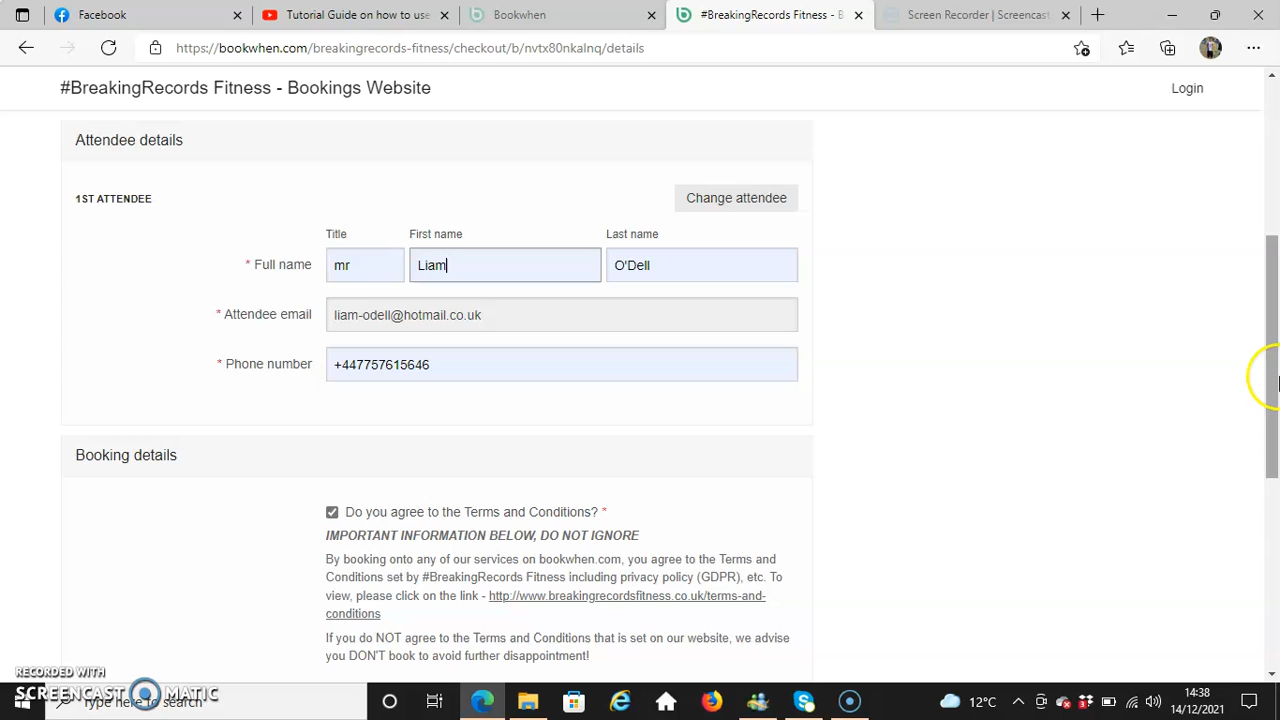 Facebook
Tutorial Guide on how to use
Bookwhen
#BreakingRecords Fitness - B
Screen Recorder | Screencast
https://bookwhen.com/breakingrecords-fitness/checkout/b/nvtx80nkalnq/details
#BreakingRecords Fitness - Bookings Website
Login
Attendee details
1ST ATTENDEE
Change attendee
Title
First name
Last name
* Full name
mr
Liam
O'Dell
* Attendee email
liam-odell@hotmail.co.uk
* Phone number
+447757615646
Booking details
Do you agree to the Terms and Conditions? *
IMPORTANT INFORMATION BELOW, DO NOT IGNORE
By booking onto any of our services on bookwhen.com, you agree to the Terms and
Conditions set by #BreakingRecords Fitness including privacy policy (GDPR), etc. To
view, please click on the link - http://www.breakingrecordsfitness.co.uk/terms-and-
conditions
If you do NOT agree to the Terms and Conditions that is set on our website, we advise
you DON'T book to avoid further disappointment!
RECORDED WITH
SCREENCAST MATIC
Type here to search
12°C
14:38
14/12/2021